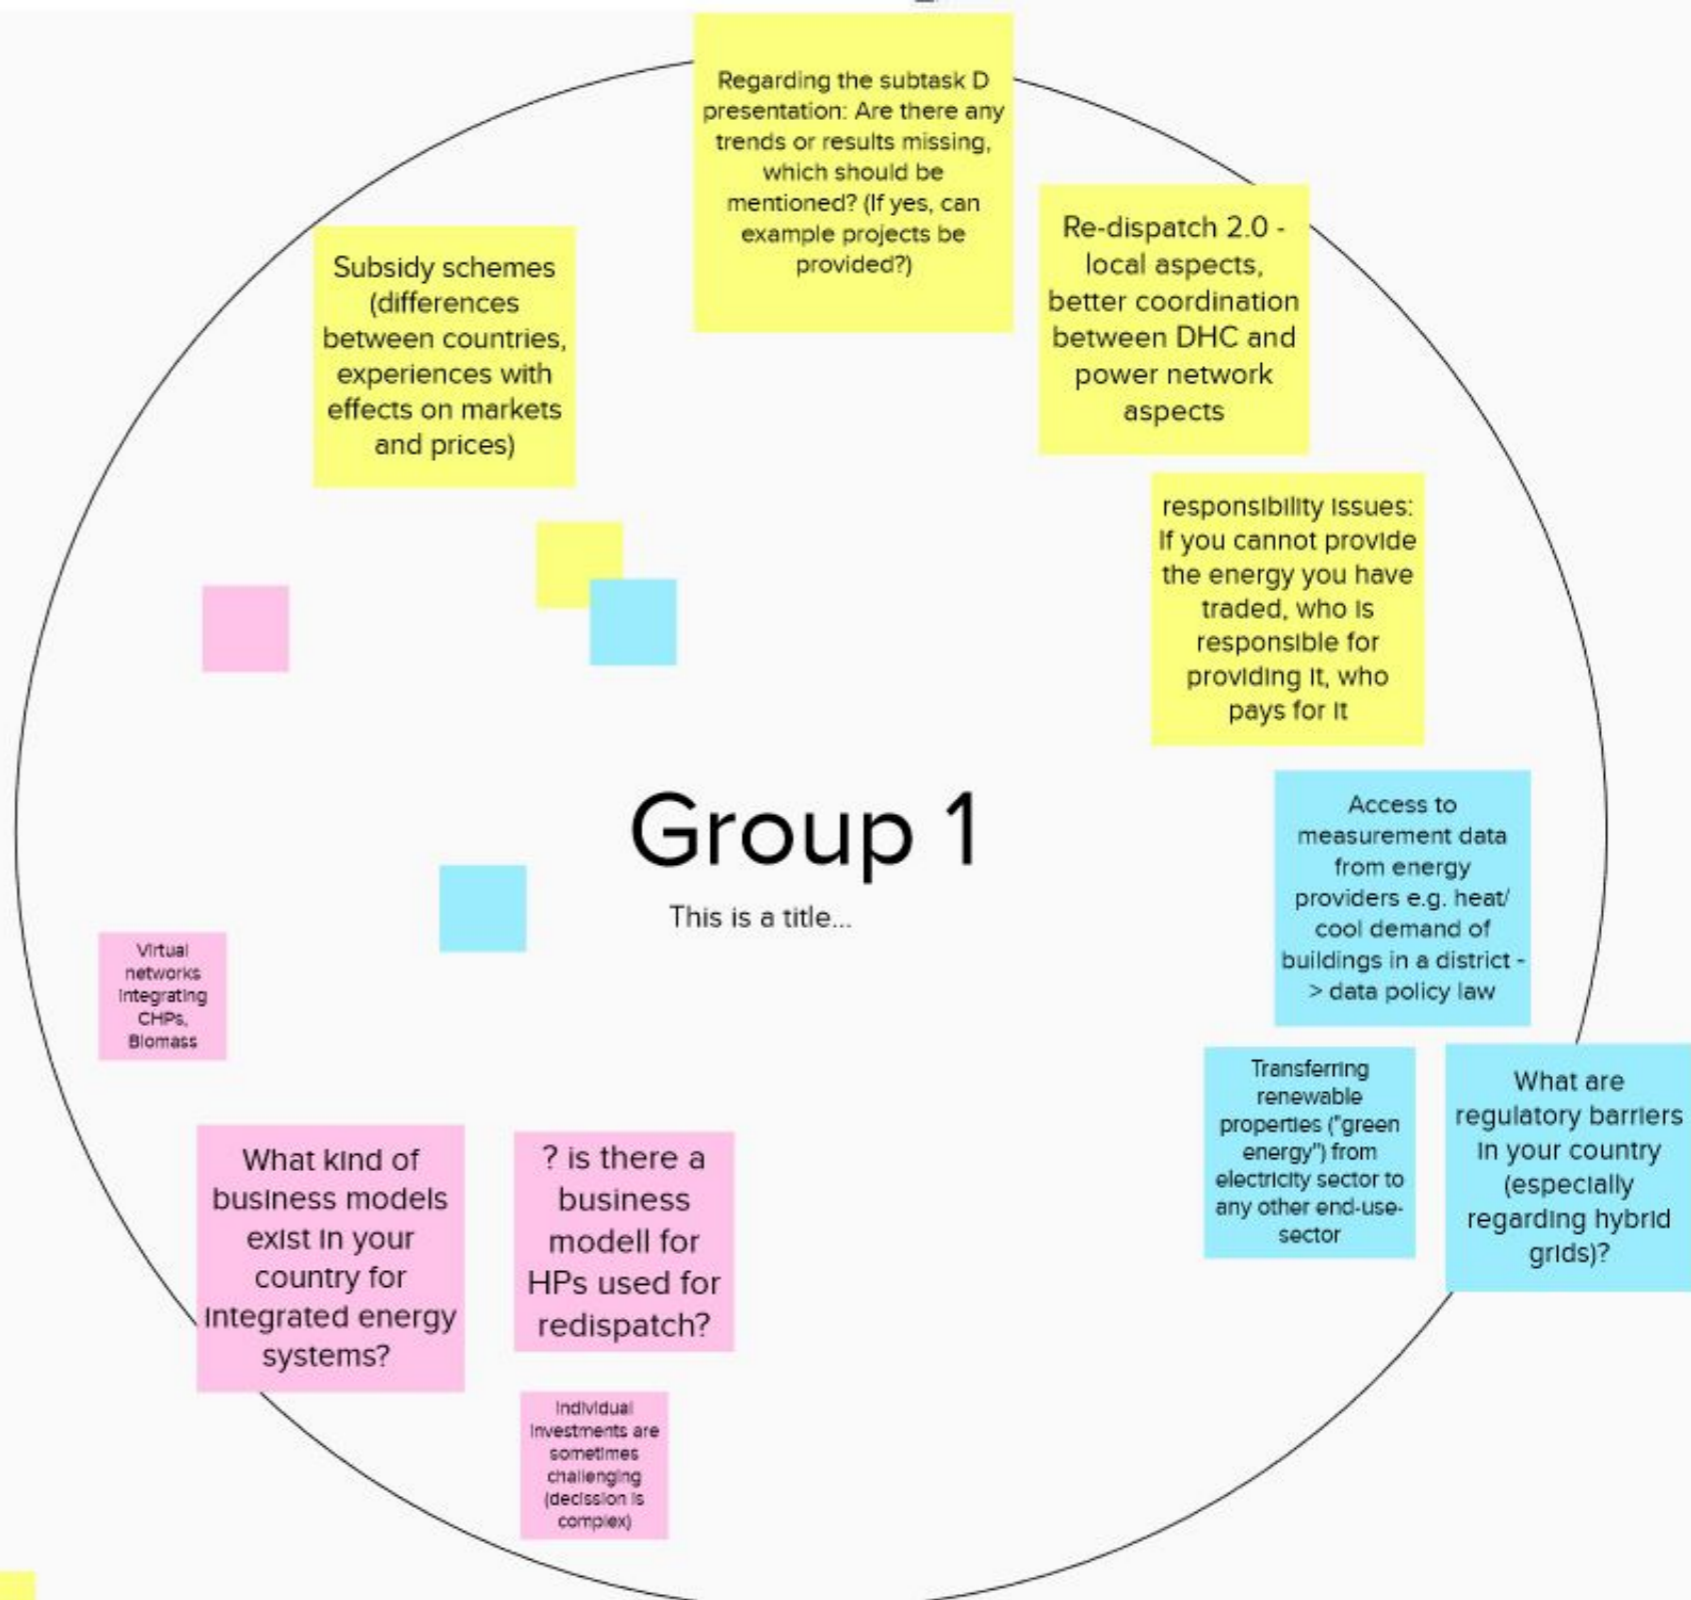 Regarding the subtask D
presentation: Are there any
trends or results missing,
which should be
mentioned? (If yes, can
example projects be
provided?)
Re-dispatch 2.0 -
local aspects,
better coordination
between DHC and
power network
aspects
Subsidy schemes
(differences
between countries,
experiences with
effects on markets
and prices)
responsibility issues:
If you cannot provide
the energy you have
traded, who is
responsible for
providing it, who
pays for it
Group 1
This is a title...
Access to
measurement data
from energy
providers e.g. heat/
cool demand of
buildings in a district -
> data policy law
Virtual
networks
integrating
CHPs,
Biomass
Transferring
renewable
properties ("green
energy") from
electricity sector to
any other end-use-
sector
What are
regulatory barriers
in your country
(especially
regarding hybrid
grids)?
What kind of
business models
exist in your
country for
integrated energy
systems?
? is there a
business
modell for
HPs used for
redispatch?
Individual
investments are
sometimes
challenging
(decission is
complex)